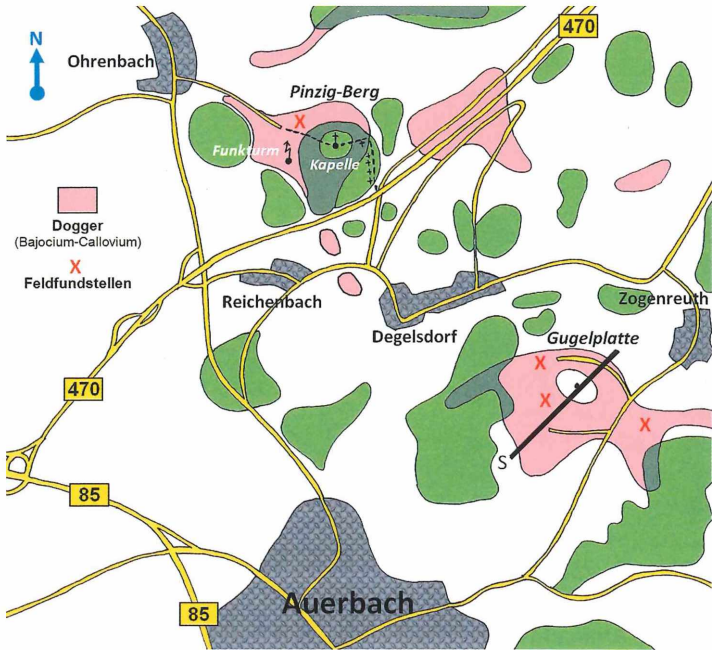 470
N
Ohrenbach
Pinzig-Berg
X
Funkturm
Kapelle
Dogger
(Bajocium-Callovium)
X
Feldfundstellen
Reichenbach
Zogenreuth
Degelsdorf
Gugelplatte
X
470
X
X
S
85
Auerbach
85